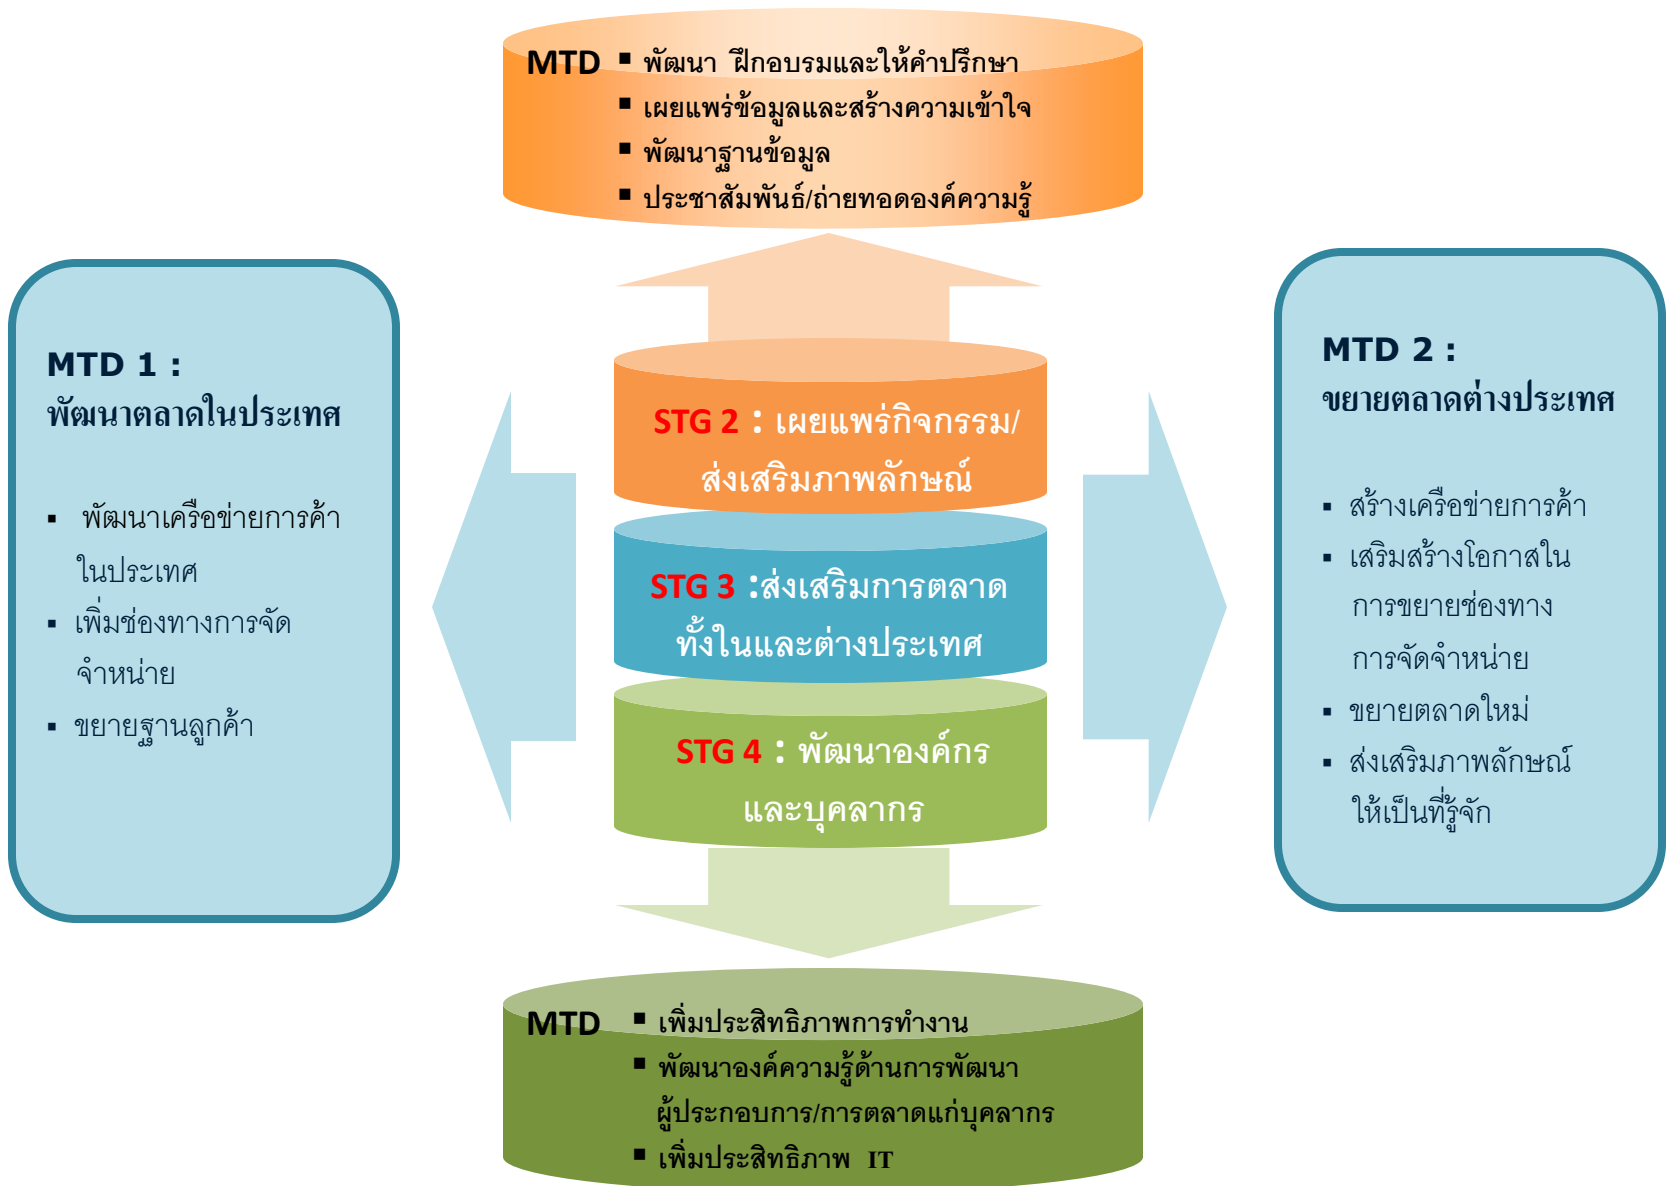 MTD ▪ พัฒนา ฝึกอบรมและให้คำปรึกษา
▪ เผยแพร่ข้อมูลและสร้างความเข้าใจ
▪ พัฒนาฐานข้อมูล
▪ ประชาสัมพันธ์/ถ่ายทอดองค์ความรู้
MTD 1 :
พัฒนาตลาดในประเทศ
▪ พัฒนาเครือข่ายการค้า
ในประเทศ
▪ เพิ่มช่องทางการจัด
จำหน่าย
▪ ขยายฐานลูกค้า
STG 2 : เผยแพร่กิจกรรม/
ส่งเสริมภาพลักษณ์
STG 3 :ส่งเสริมการตลาด
ทั้งในและต่างประเทศ
STG 4 : พัฒนาองค์กร
และบุคลากร
MTD 2 :
ขยายตลาดต่างประเทศ
▪ สร้างเครือข่ายการค้า
▪ เสริมสร้างโอกาสใน
การขยายช่องทาง
การจัดจำหน่าย
▪ ขยายตลาดใหม่
▪ ส่งเสริมภาพลักษณ์
ให้เป็นที่รู้จัก
MTD ▪ เพิ่มประสิทธิภาพการทำงาน
▪ พัฒนาองค์ความรู้ด้านการพัฒนา
ผู้ประกอบการ/การตลาดแก่บุคลากร
▪ เพิ่มประสิทธิภาพ IT